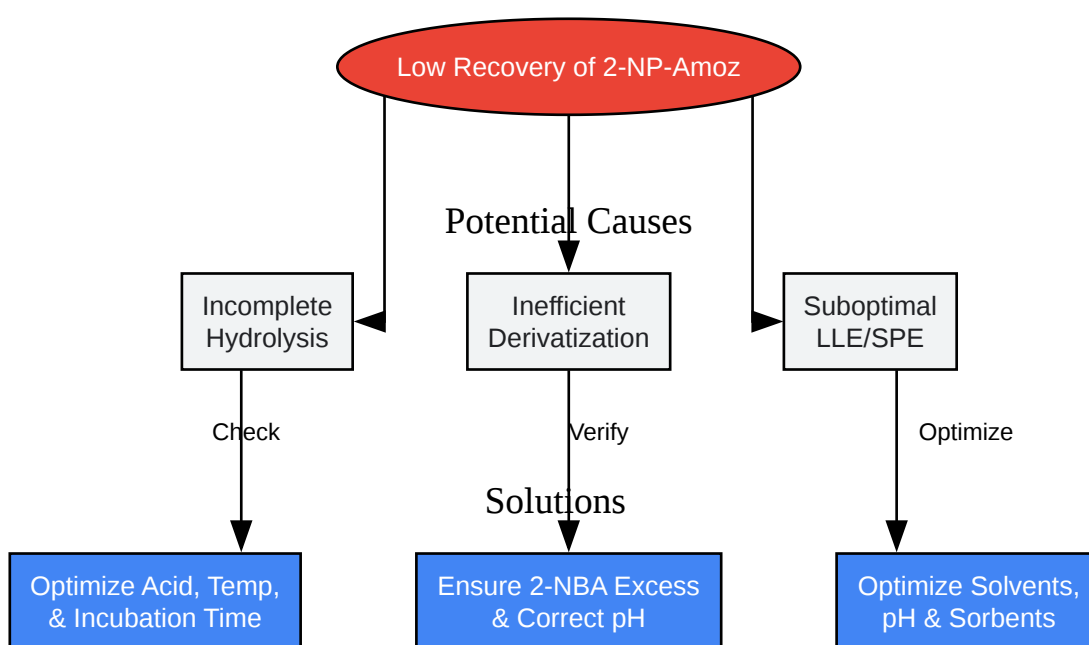 Low Recovery of 2-NP-Amoz
Potential Causes
Incomplete
Hydrolysis
Inefficient
Derivatization
Suboptimal
LLE/SPE
Check
Verify
Optimize
Solutions
Optimize Acid, Temp,
& Incubation Time
Ensure 2-NBA Excess
& Correct pH
Optimize Solvents,
pH & Sorbents